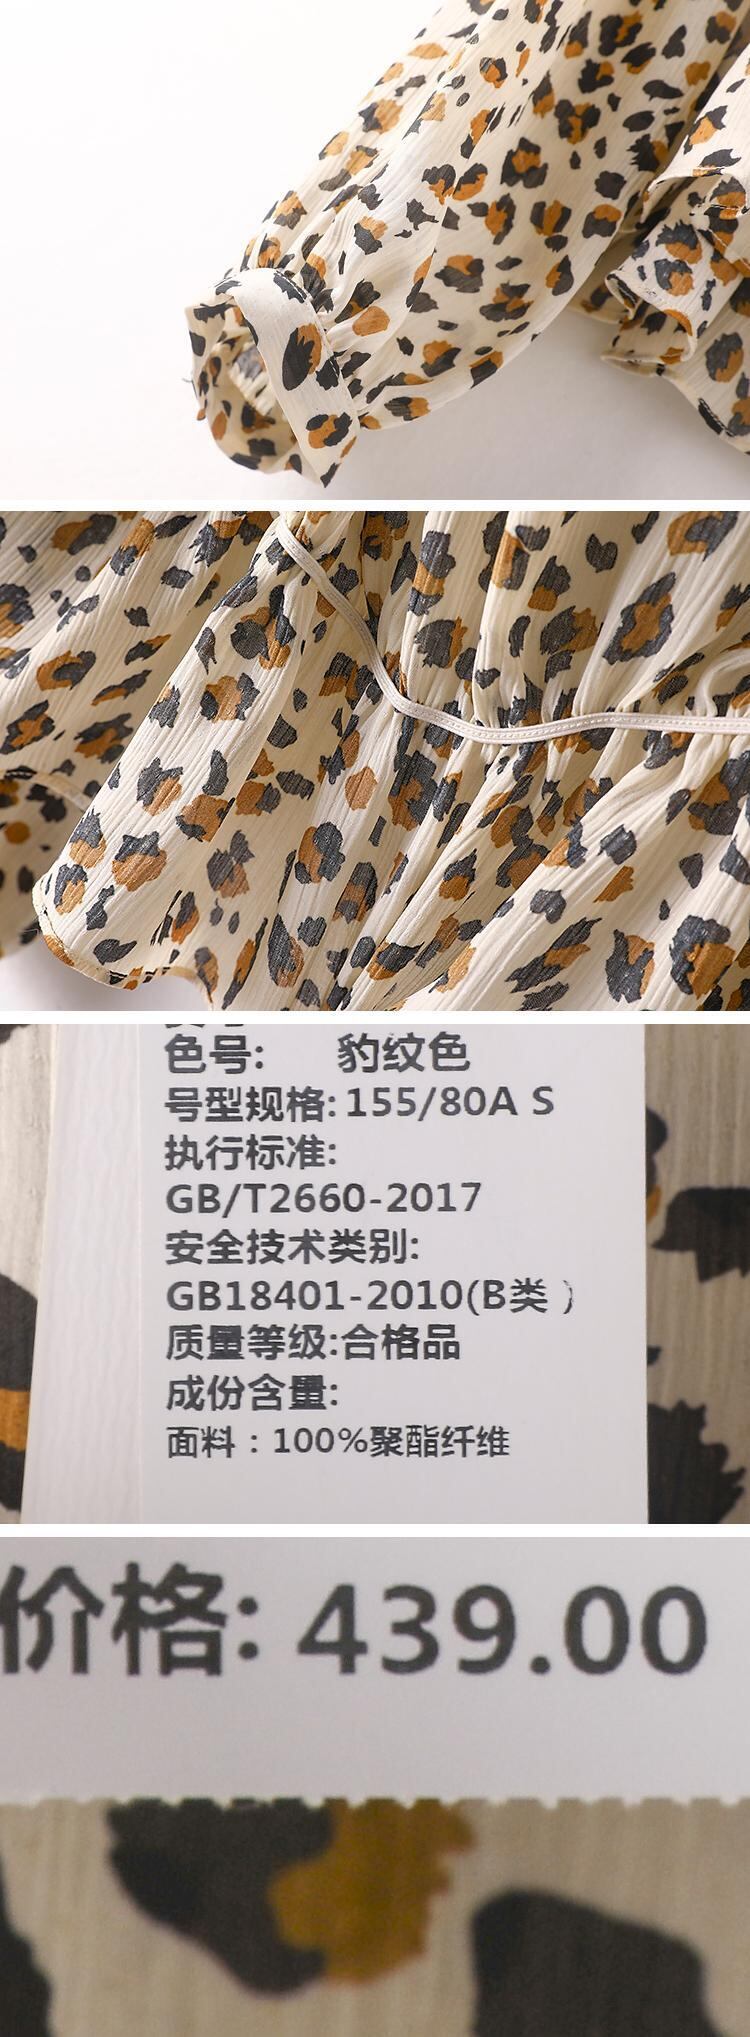 色号: 豹纹色
号型规格:155/80A S
执行标准:
GB/T2660-2017
安全技术类别:
GB18401-2010(B类 )
质量等级:合格品
成份含量:
面料：100%聚酯纤维
价格: 439.00